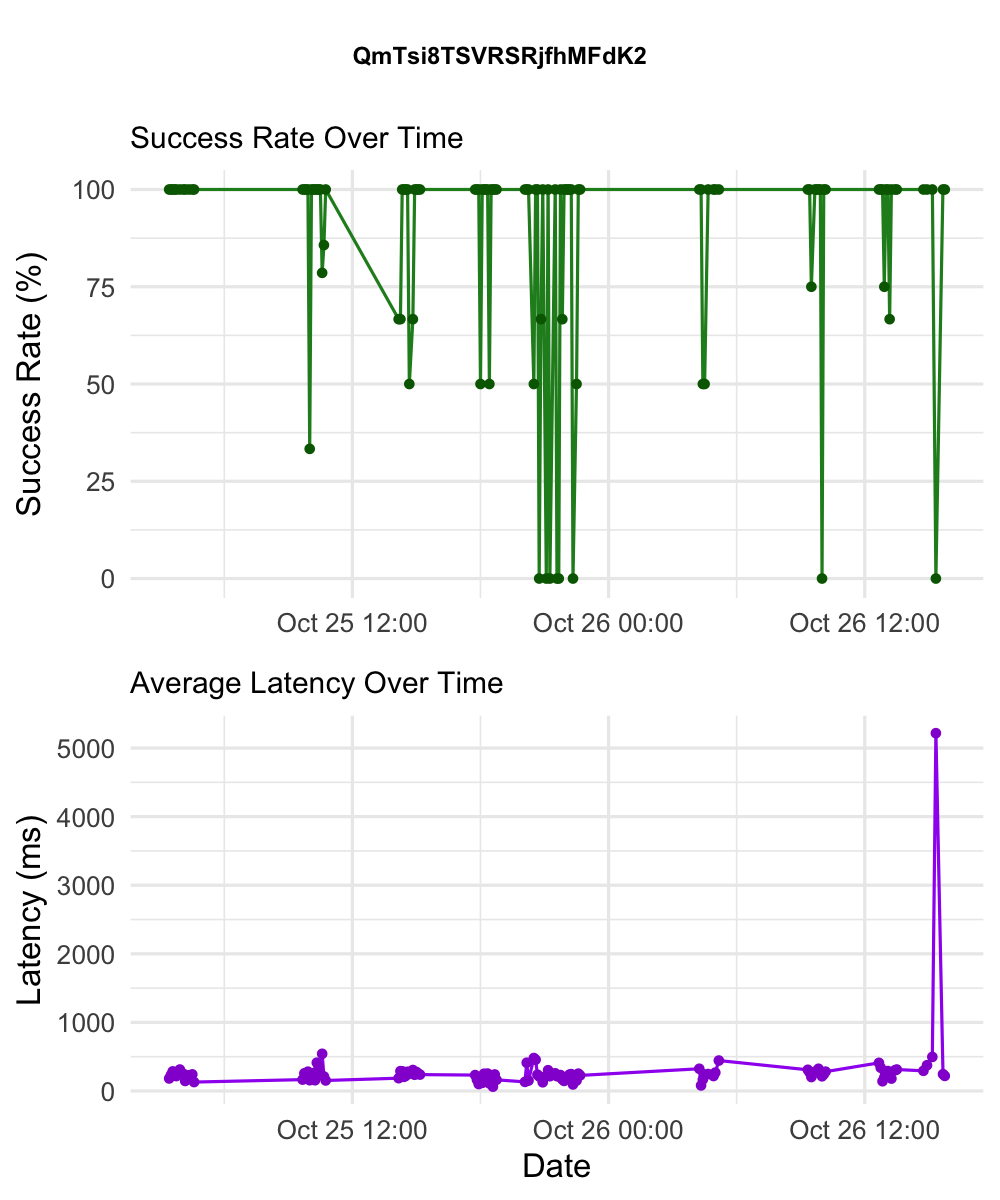 QmTsi8TSVRSRjfhMFdK2
Success Rate Over Time
Success Rate (%)
100
75
50
25
0
Oct 25 12:00 Oct 26 00:00 Oct 26 12:00
Average Latency Over Time
Latency (ms)
5000
4000
3000
2000
1000
0
Oct 25 12:00 Oct 26 00:00 Oct 26 12:00
Date